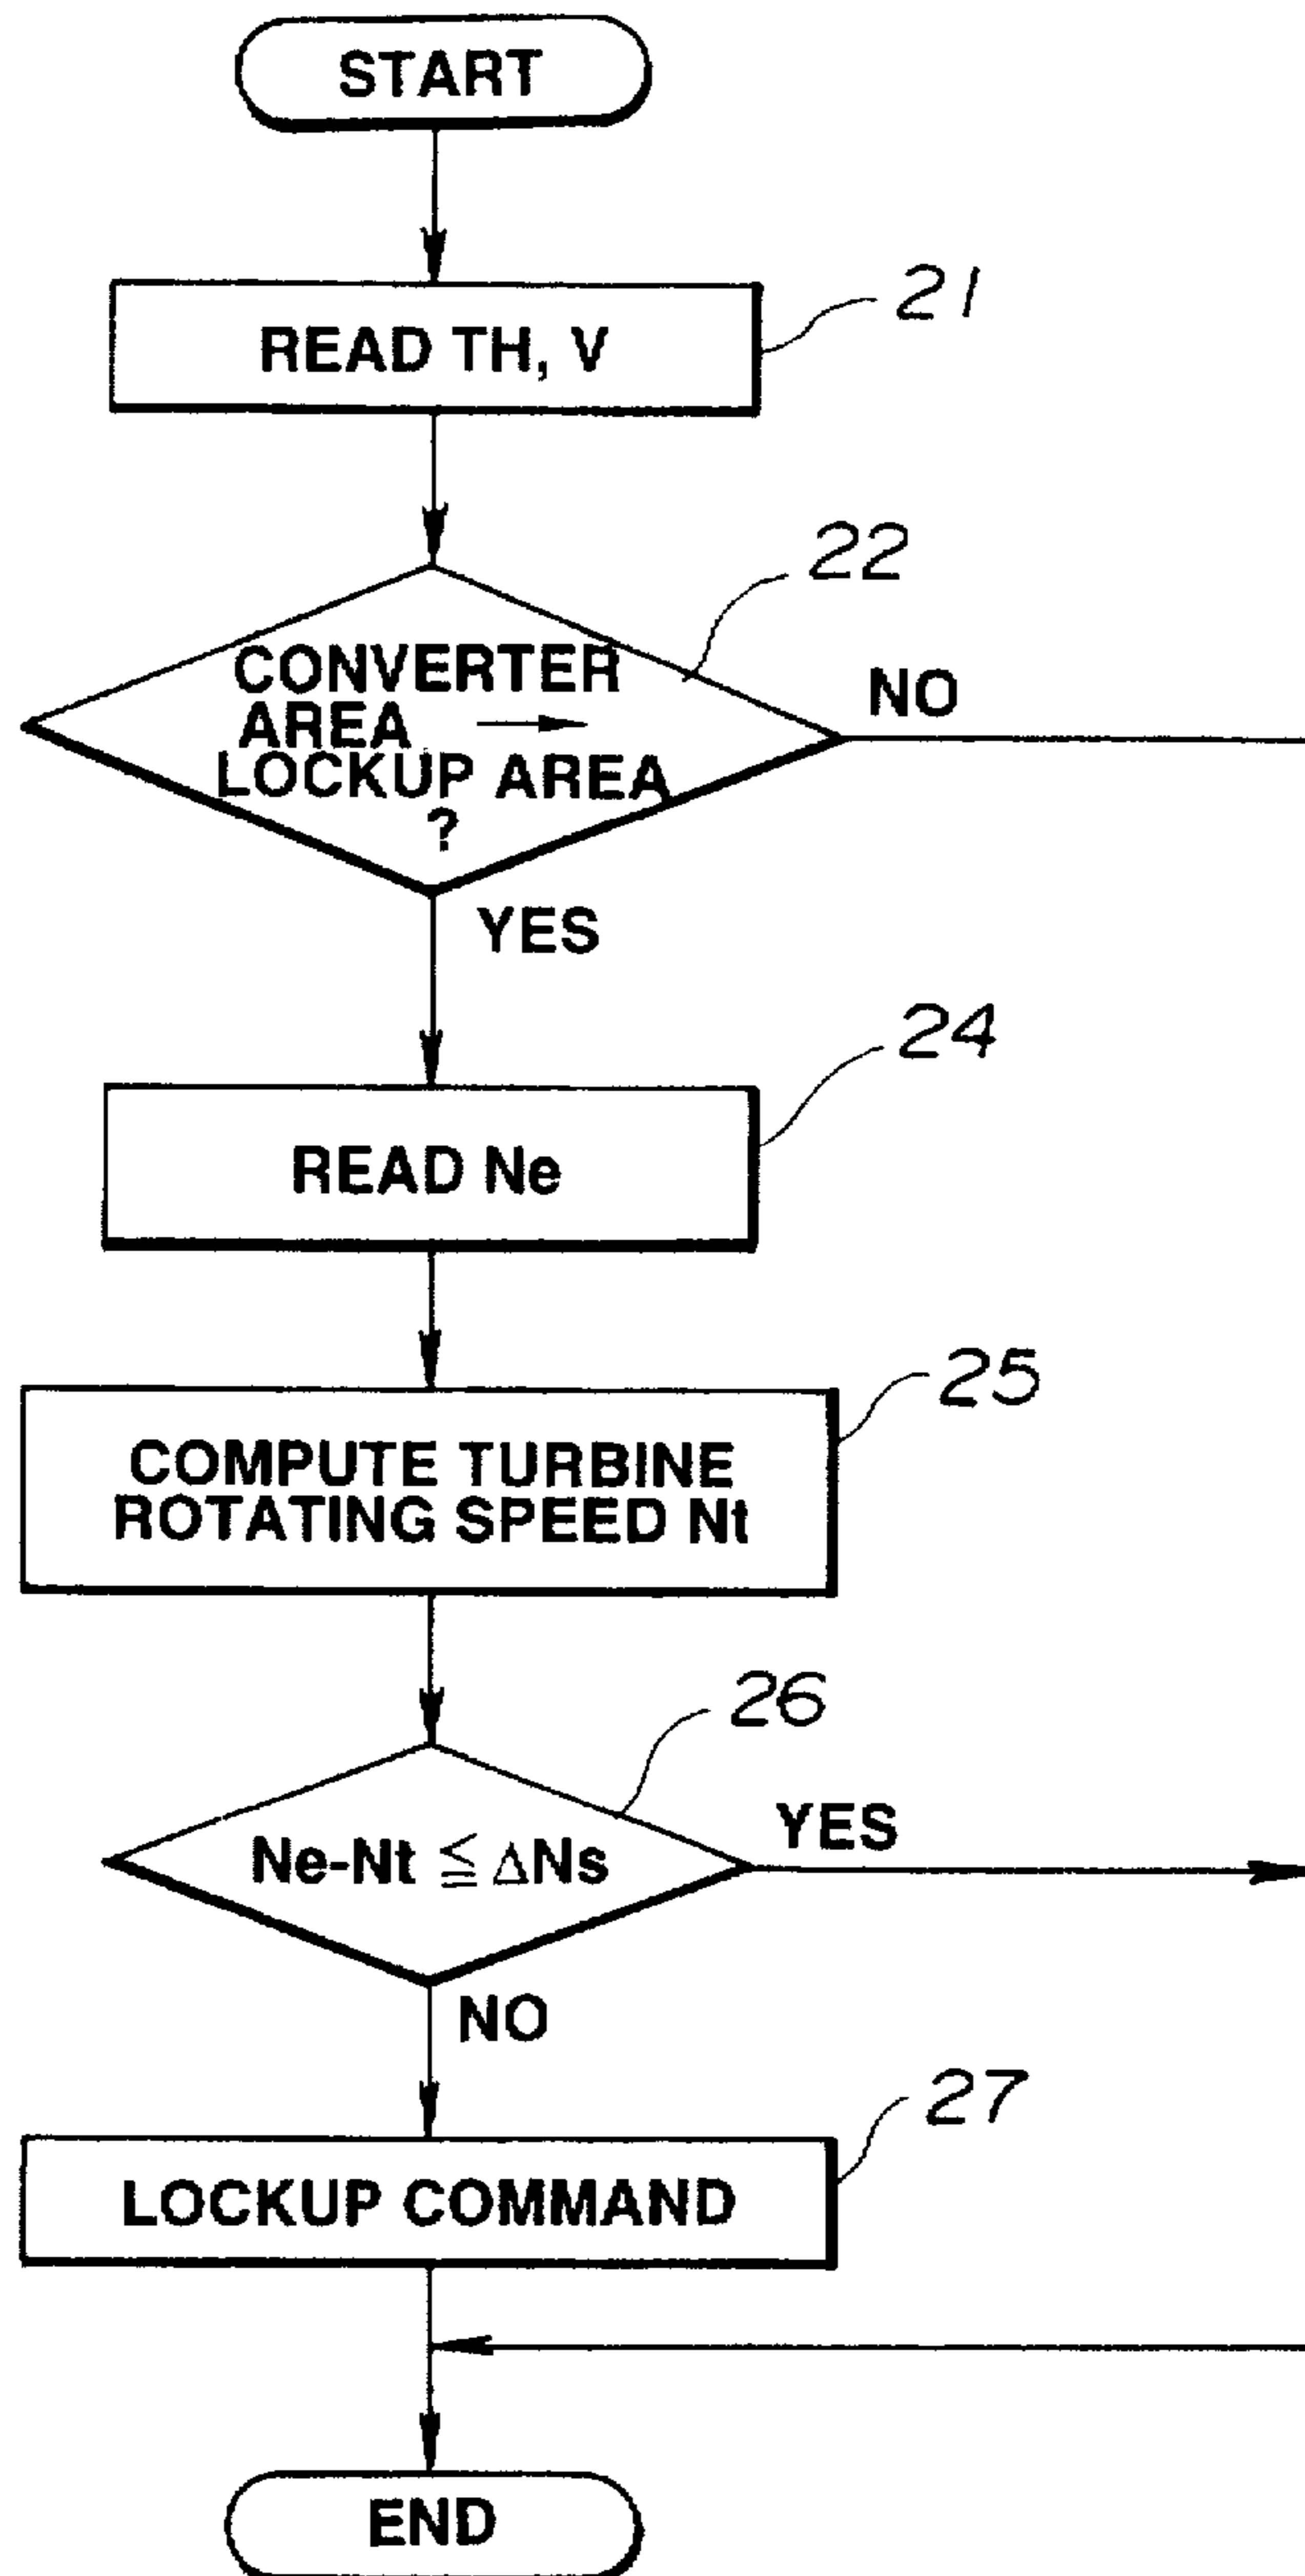 START
READ TH, V
21
22
CONVERTER
AREA →
LOCKUP AREA
?
NO
YES
24
READ Ne
25
COMPUTE TURBINE
ROTATING SPEED Nt
26
Ne-Nt ≦ ΔNs
YES
NO
27
LOCKUP COMMAND
END